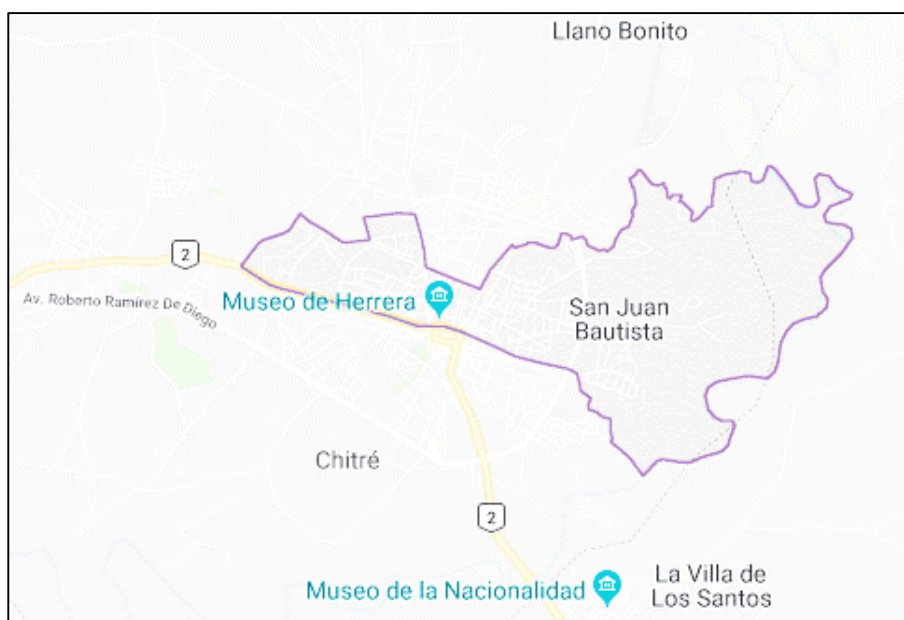 Llano Bonito
2
Av. Roberto Ramírez De Diego
Museo de Herrera
San Juan
Bautista
Chitré
2
Museo de la Nacionalidad
La Villa de
Los Santos